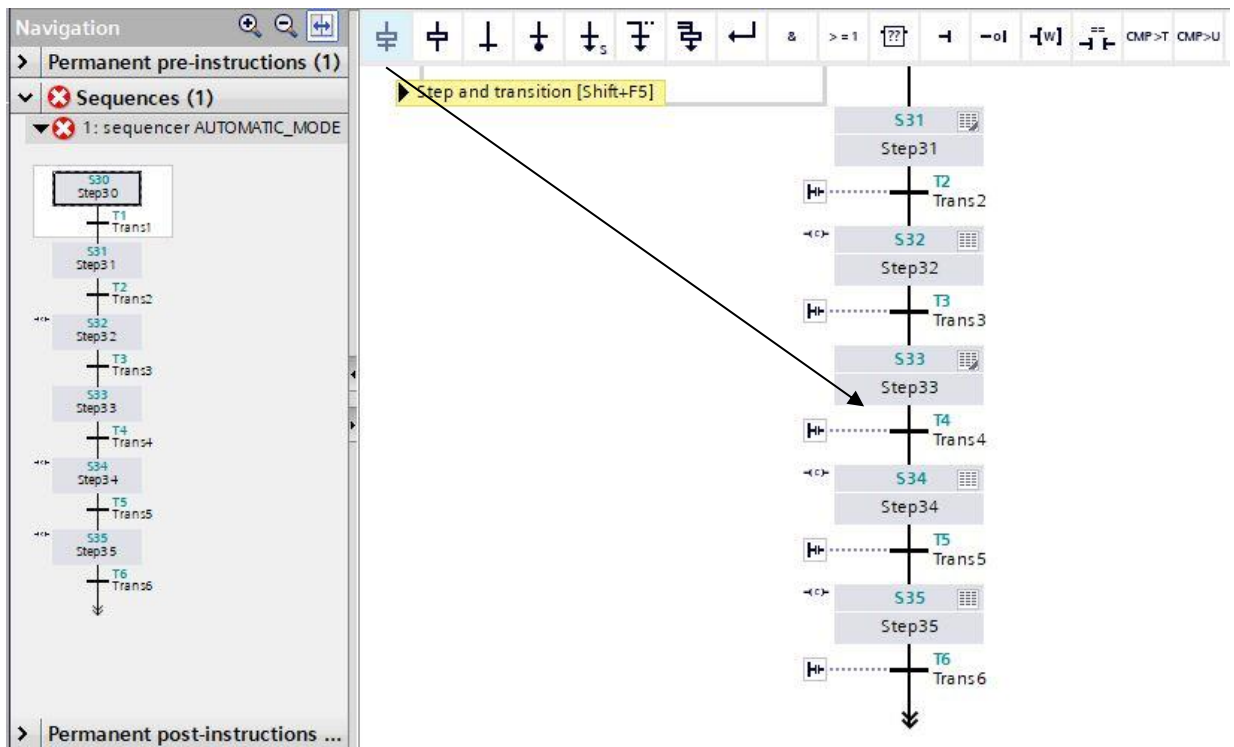 Navigation
Permanent pre-instructions (1)
Sequences (1)
1: sequencer AUTOMATIC_MODE
S30
Step30
T1
Trans1
S31
Step31
T2
Trans2
S32
Step32
T3
Trans3
S33
Step33
T4
Trans4
S34
Step34
T5
Trans5
S35
Step35
T6
Trans6
Permanent post-instructions ...
S & >=1 ?? [W] == CMP>T CMP>U
Step and transition [Shift+F5]
S31
Step31
T2
Trans2
(c)
S32
Step32
T3
Trans3
S33
Step33
T4
Trans4
(c)
S34
Step34
T5
Trans5
(c)
S35
Step35
T6
Trans6